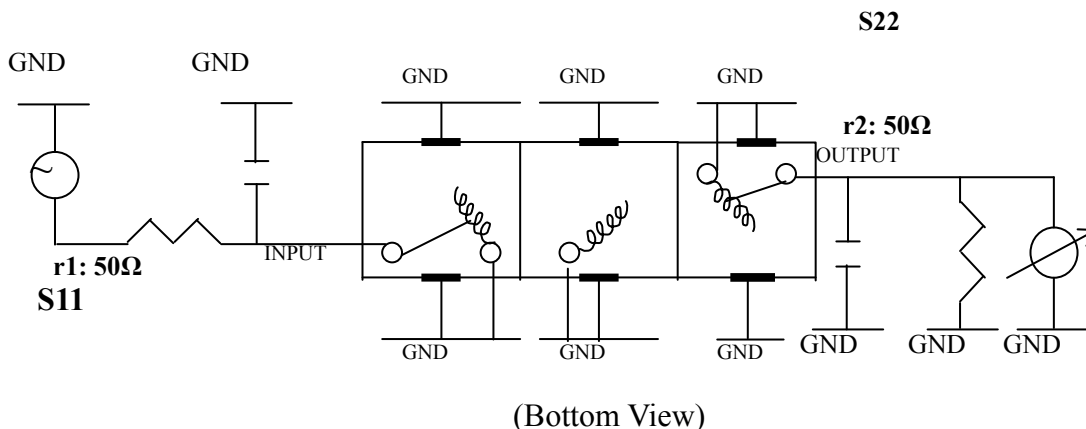 S22
GND
GND
GND
GND
GND
r2: 50Ω
OUTPUT
INPUT
r1: 50Ω
S11
GND
GND
GND
GND
GND
GND
(Bottom View)